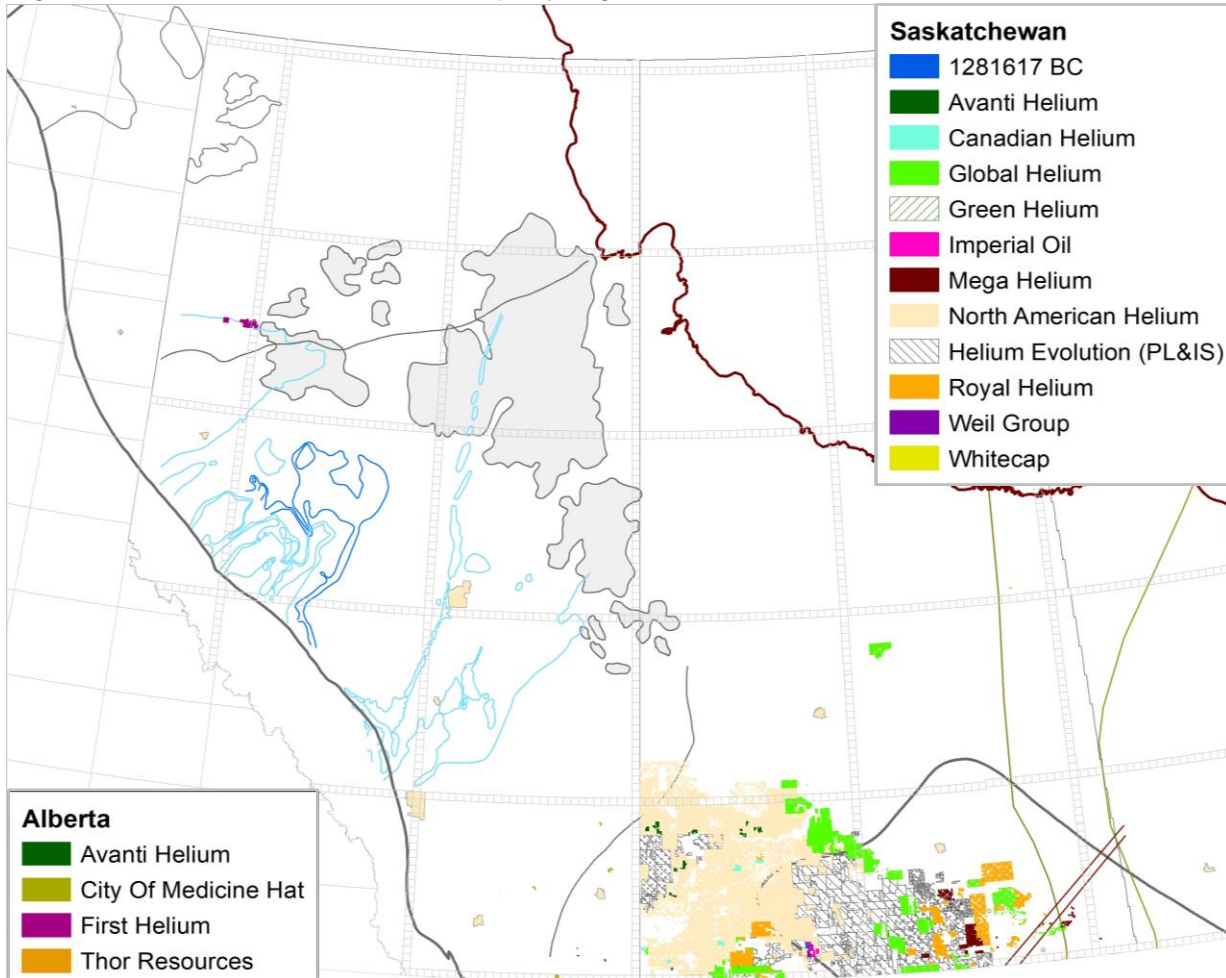 Saskatchewan
1281617 BC
Avanti Helium
Canadian Helium
Global Helium
Green Helium
Imperial Oil
Mega Helium
North American Helium
Helium Evolution (PL&IS)
Royal Helium
Weil Group
Whitecap
Alberta
Avanti Helium
City Of Medicine Hat
First Helium
Thor Resources